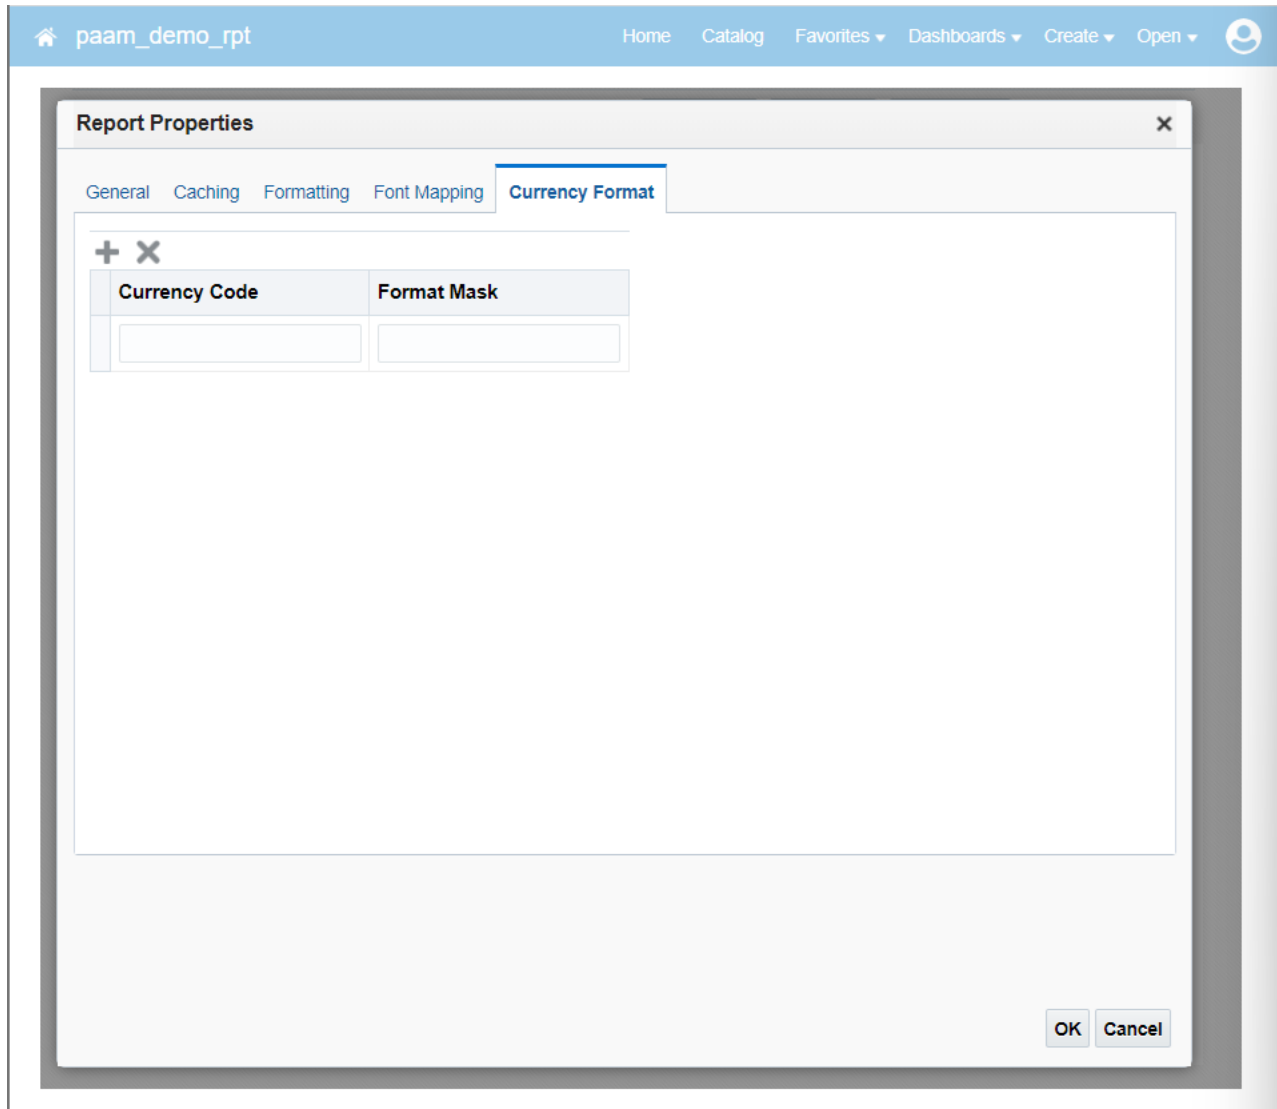 paam_demo_rpt Home Catalog Favorites Dashboards Create Open
Report Properties
General Caching Formatting Font Mapping Currency Format
Currency Code Format Mask
OK Cancel